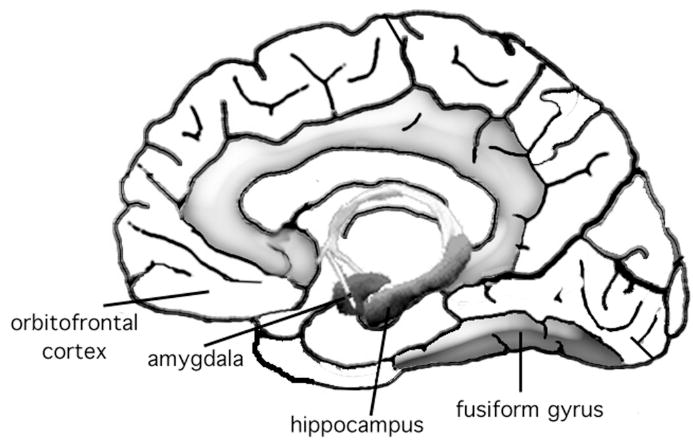 orbitofrontal
cortex
amygdala
hippocampus
fusiform gyrus